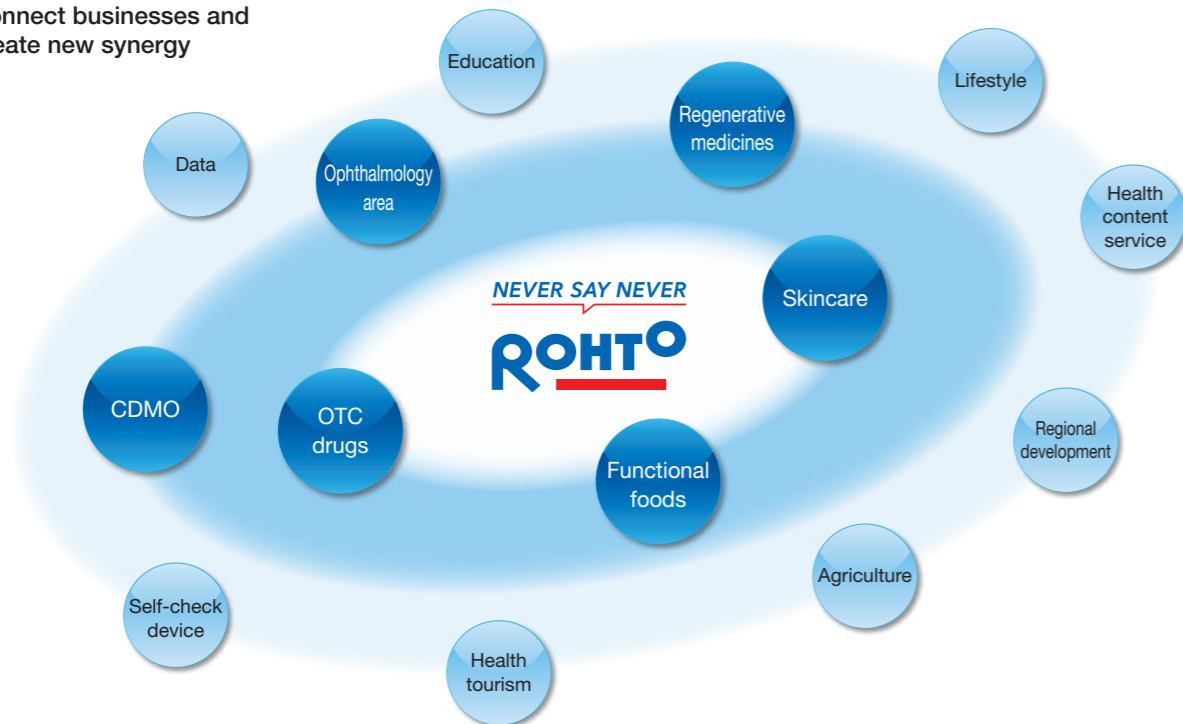 onnect businesses and
eate new synergy
Education
Lifestyle
Regenerative
medicines
Data
Ophthalmology
area
Health
content
service
NEVER SAY NEVER
ROHTO
Skincare
CDMO
OTC
drugs
Functional
foods
Regional
development
Agriculture
Self-check
device
Health
tourism